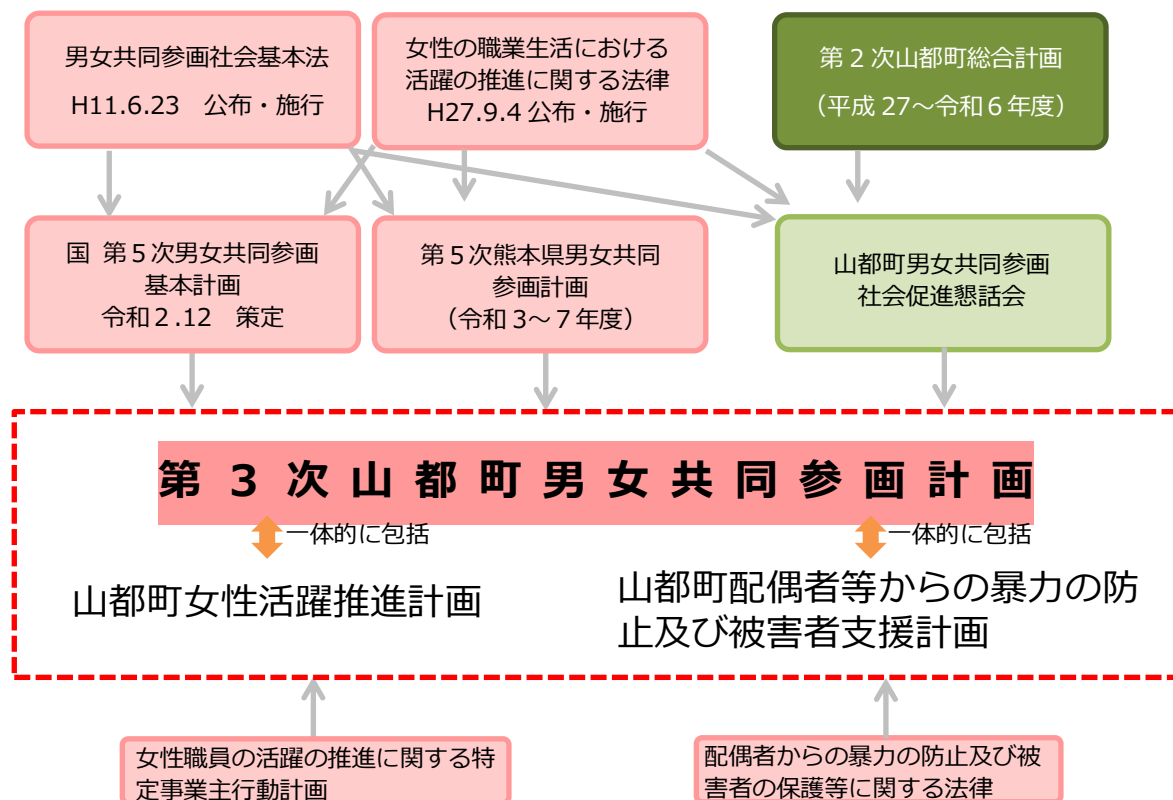 男女共同参画社会基本法
H11.6.23　公布・施行
女性の職業生活における
活躍の推進に関する法律
H27.9.4 公布・施行
第２次山都町総合計画
（平成 27～令和６年度）
国 第５次男女共同参画
基本計画
令和２.12　策定
第５次熊本県男女共同
参画計画
（令和 3～７年度）
山都町男女共同参画
社会促進懇話会
第３次山都町男女共同参画計画
一体的に包括
一体的に包括
山都町女性活躍推進計画
山都町配偶者等からの暴力の防
止及び被害者支援計画
女性職員の活躍の推進に関する特
定事業主行動計画
配偶者からの暴力の防止及び被
害者の保護等に関する法律